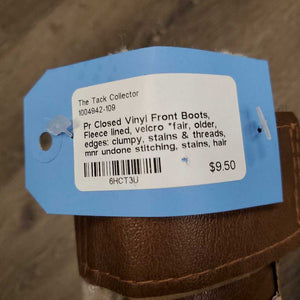 The Tack Collector
1004942-109
Pr Closed Vinyl Front Boots,
Fleece lined, velcro *fair, older,
edges: clumpy, stains & threads,
mnr undone stitching, stains, hair
$9.50
6HCT3U